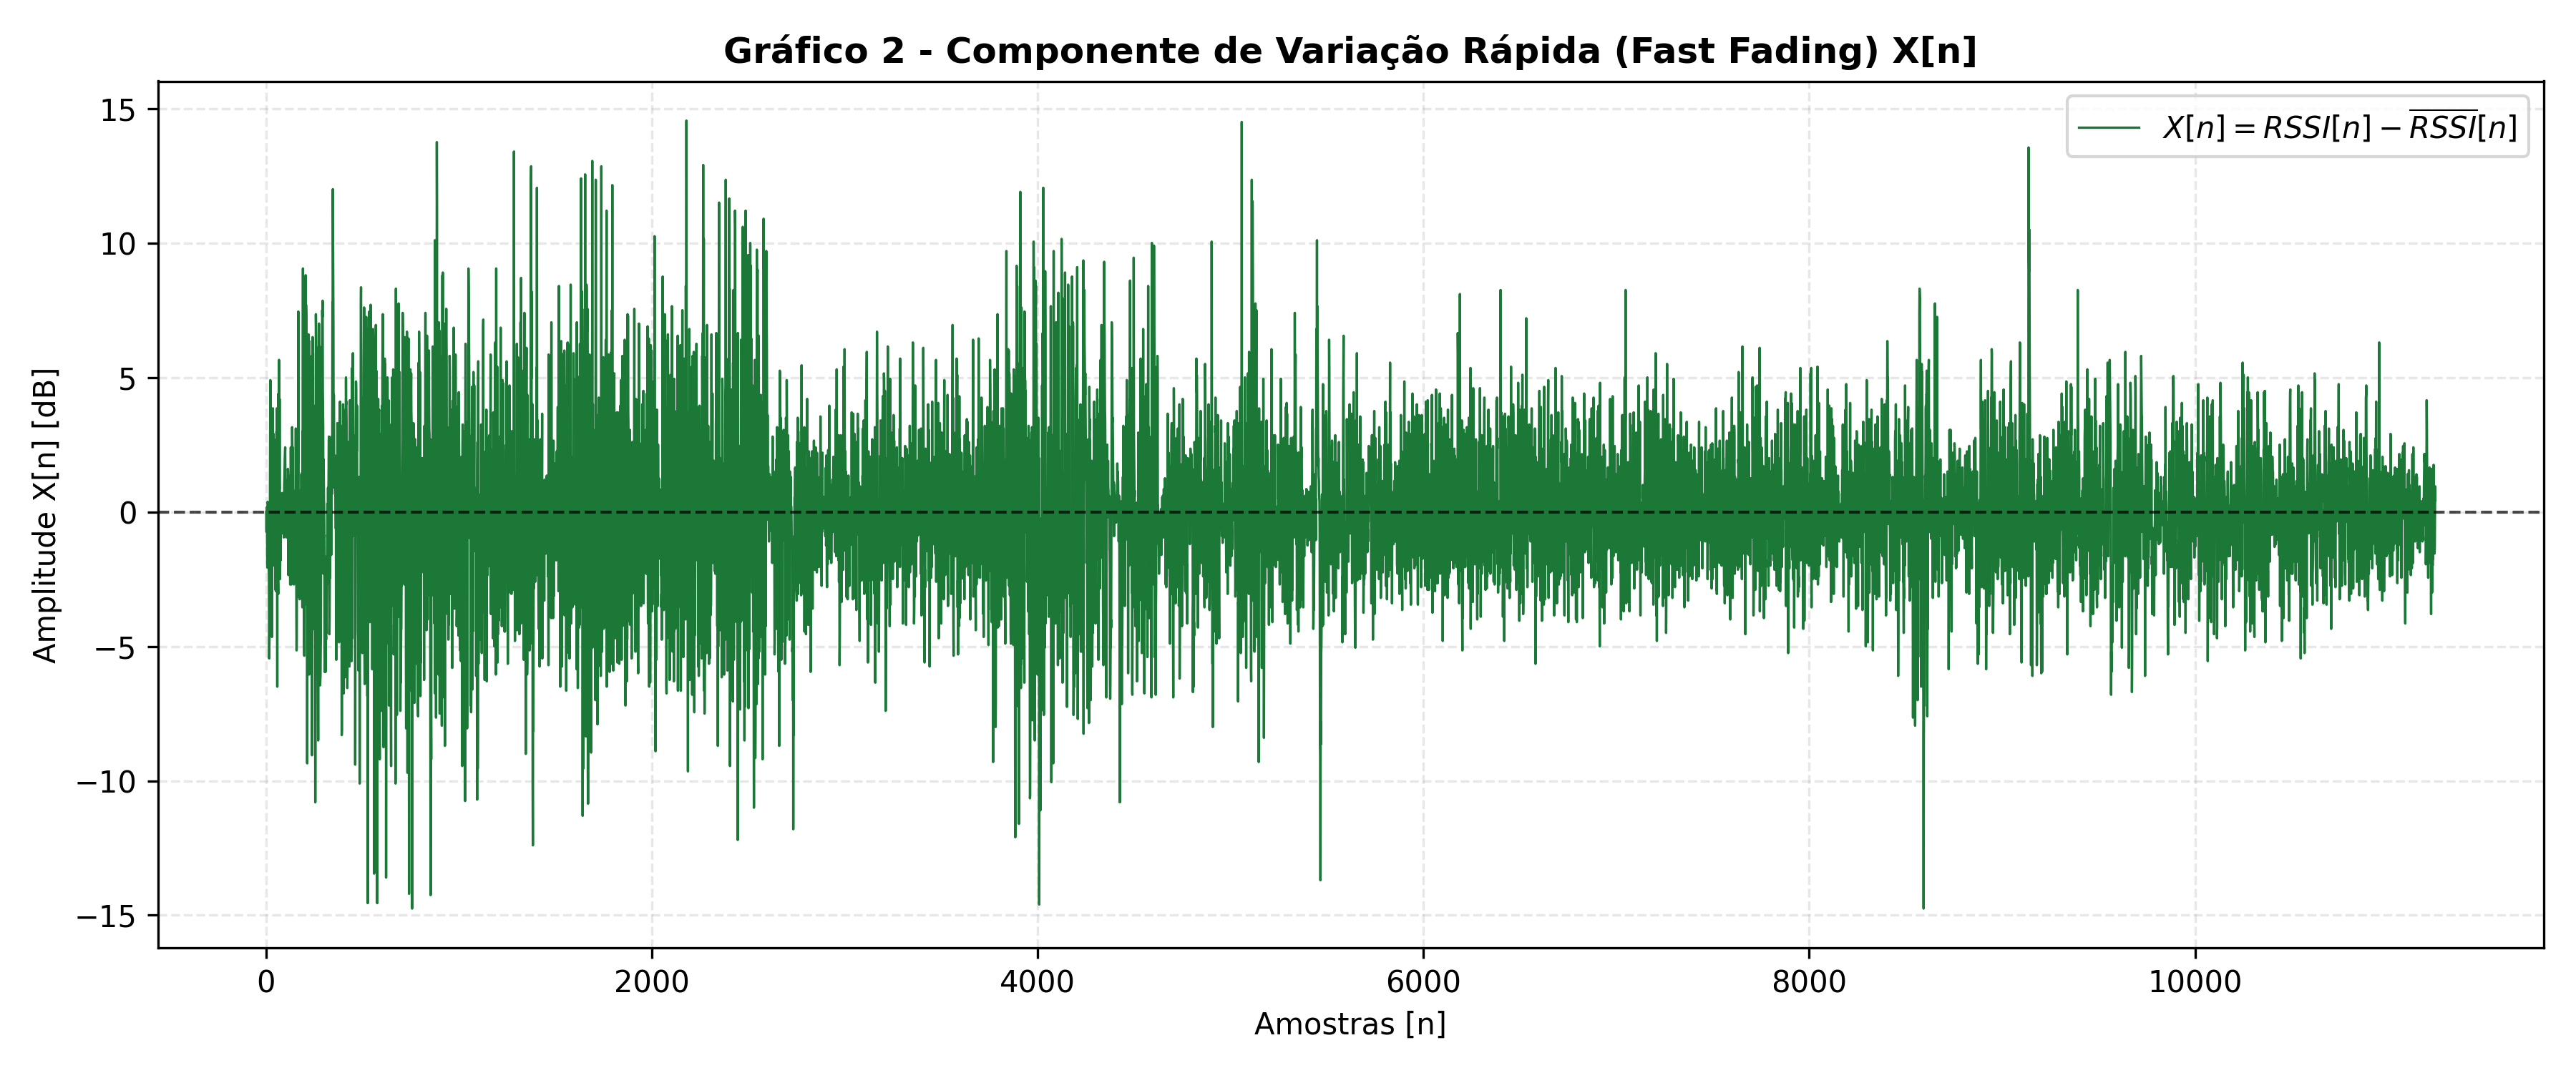 Gráfico 2 - Componente de Variação Rápida (Fast Fading) X[n]
X[n] = RSSI[n] − \overline{RSSI}[n]
Amplitude X[n] [dB]
15
10
5
0
−5
−10
−15
0 2000 4000 6000 8000 10000
Amostras [n]